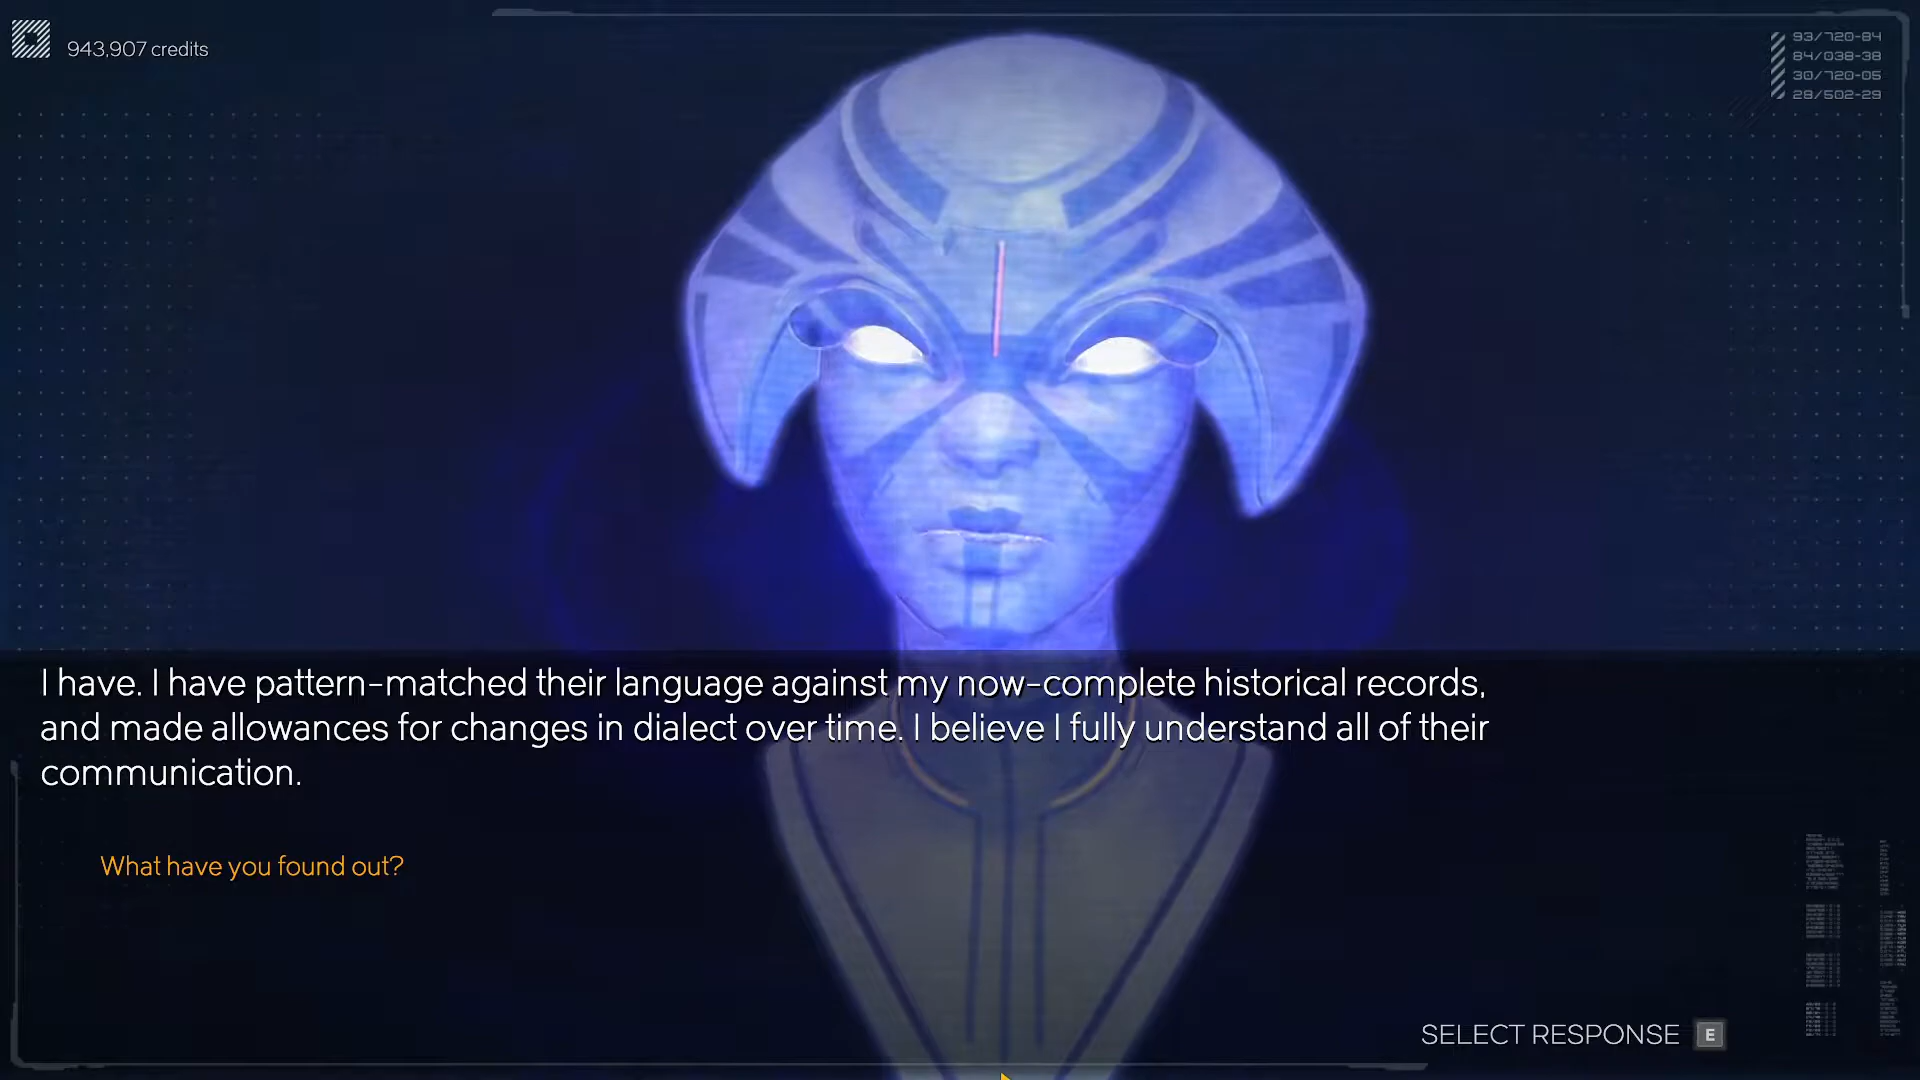 943,907 credits
93/720-84
84/038-38
30/720-05
28/502-29
I have. I have pattern-matched their language against my now-complete historical records,
and made allowances for changes in dialect over time. I believe I fully understand all of their
communication.
What have you found out?
SELECT RESPONSE E